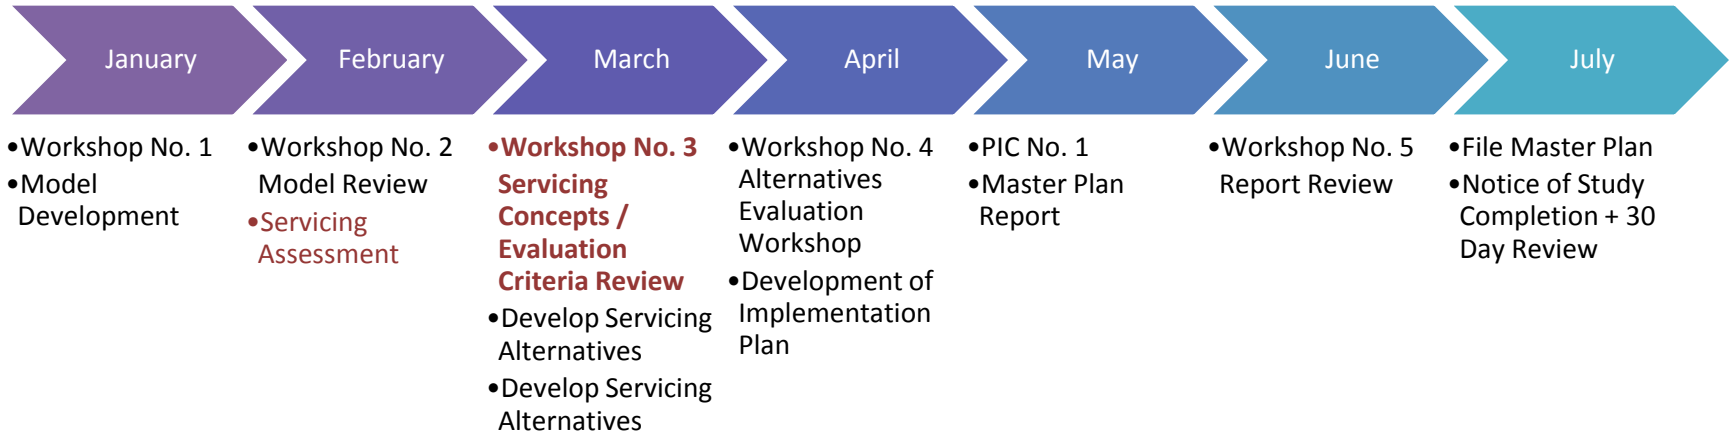 January
February
March
April
May
June
July
•Workshop No. 1
•Model
Development
•Workshop No. 2
Model Review
•Servicing
Assessment
•Workshop No. 3
Servicing
Concepts /
Evaluation
Criteria Review
•Develop Servicing
Alternatives
•Develop Servicing
Alternatives
•Workshop No. 4
Alternatives
Evaluation
Workshop
•Development of
Implementation
Plan
•PIC No. 1
•Master Plan
Report
•Workshop No. 5
Report Review
•File Master Plan
•Notice of Study
Completion + 30
Day Review